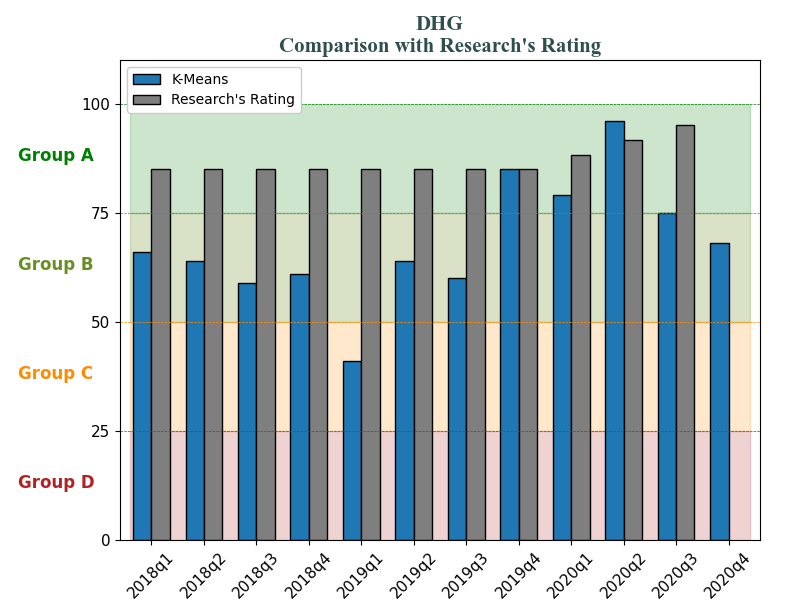 DHG
Comparison with Research's Rating
K-Means
Research's Rating
100
Group A
75
Group B
50
Group C
25
Group D
0
2018q1
2018q2
2018q3
2018q4
2019q1
2019q2
2019q3
2019q4
2020q1
2020q2
2020q3
2020q4